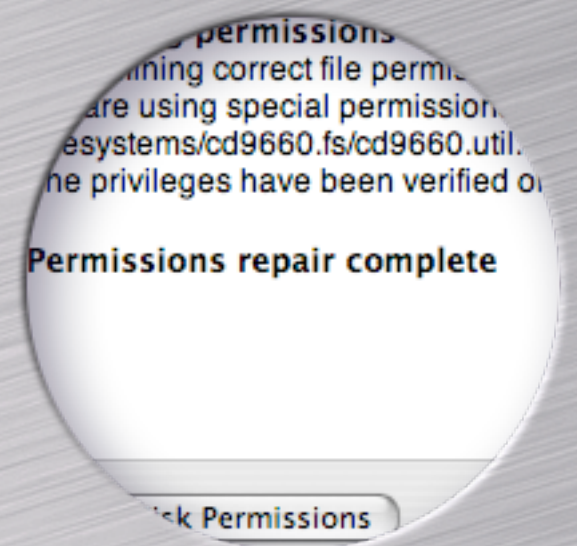 permissions
ining correct file permis
are using special permission
esystems/cd9660.fs/cd9660.util.
he privileges have been verified o
Permissions repair complete
sk Permissions